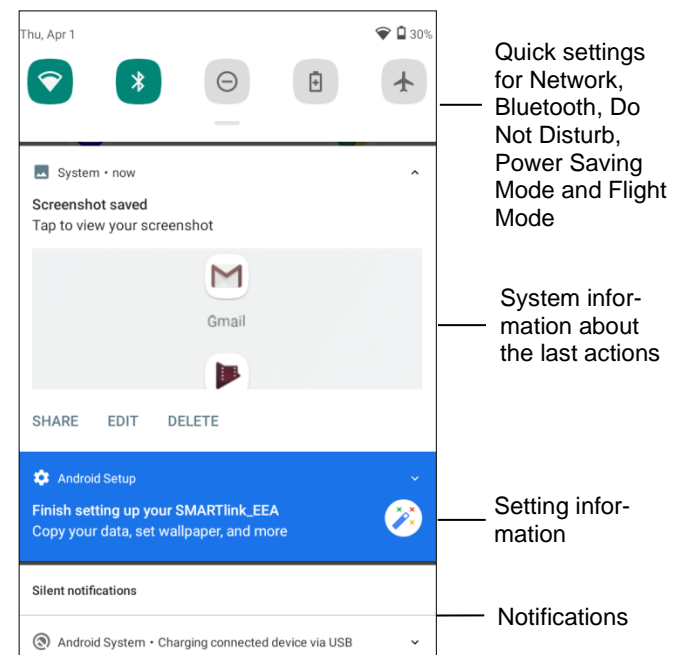 Thu, Apr 1
30%
Quick settings
for Network,
Bluetooth, Do
Not Disturb,
Power Saving
Mode and Flight
Mode
System • now
Screenshot saved
Tap to view your screenshot
Gmail
System infor-
mation about
the last actions
SHARE EDIT DELETE
Android Setup
Finish setting up your SMARTlink_EEA
Copy your data, set wallpaper, and more
Setting infor-
mation
Silent notifications
Notifications
Android System • Charging connected device via USB